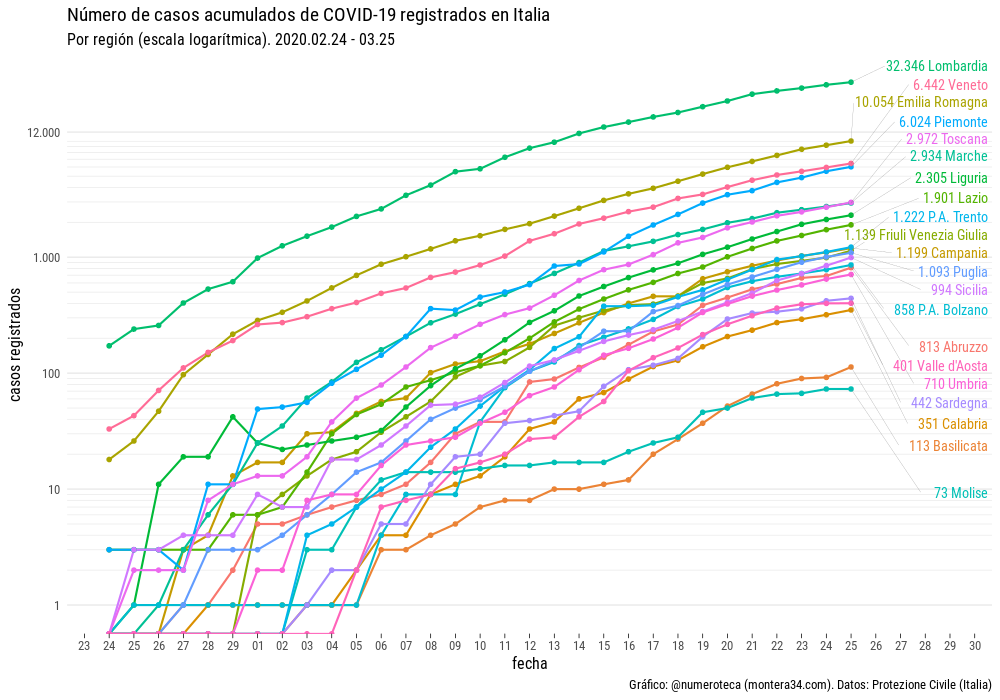 Número de casos acumulados de COVID-19 registrados en Italia
Por región (escala logarítmica). 2020.02.24 - 03.25
32.346 Lombardia
6.442 Veneto
10.054 Emilia Romagna
6.024 Piemonte
2.972 Toscana
2.934 Marche
2.305 Liguria
1.901 Lazio
1.222 P.A. Trento
1.139 Friuli Venezia Giulia
1.199 Campania
1.093 Puglia
994 Sicilia
858 P.A. Bolzano
813 Abruzzo
401 Valle d'Aosta
710 Umbria
442 Sardegna
351 Calabria
113 Basilicata
73 Molise
12.000
1.000
100
10
1
casos registrados
23 24 25 26 27 28 29 01 02 03 04 05 06 07 08 09 10 11 12 13 14 15 16 17 18 19 20 21 22 23 24 25 26 27 28 29 30
fecha
Gráfico: @numeroteca (montera34.com). Datos: Protezione Civile (Italia)